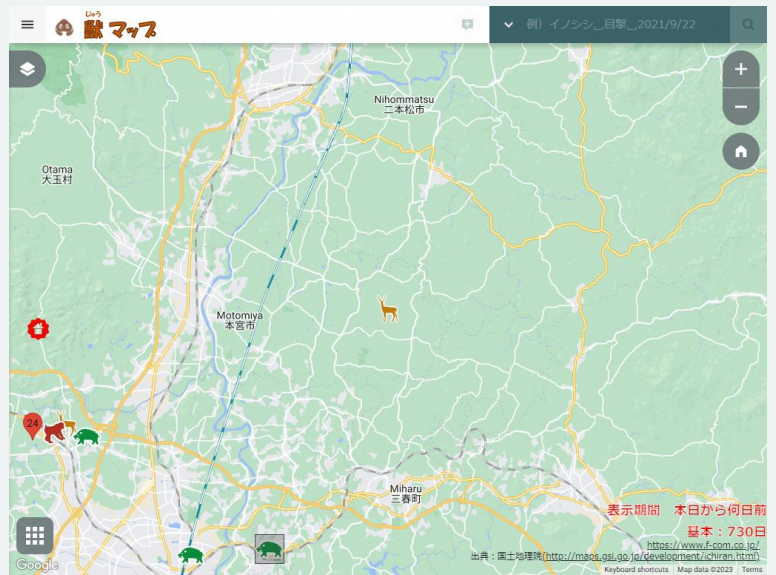 じゅう
獣 マップ
例）イノシシ＿目撃＿2021/9/22
Nihommatsu
二本松市
Otama
大玉村
Motomiya
本宮市
24
Miharu
三春町
表示期間　本日から何日前
基本：730日
https://www.f-com.co.jp/
出典：国土地理院(http://maps.gsi.go.jp/development/ichiran.html)
Google
Keyboard shortcuts Map data ©2023 Terms